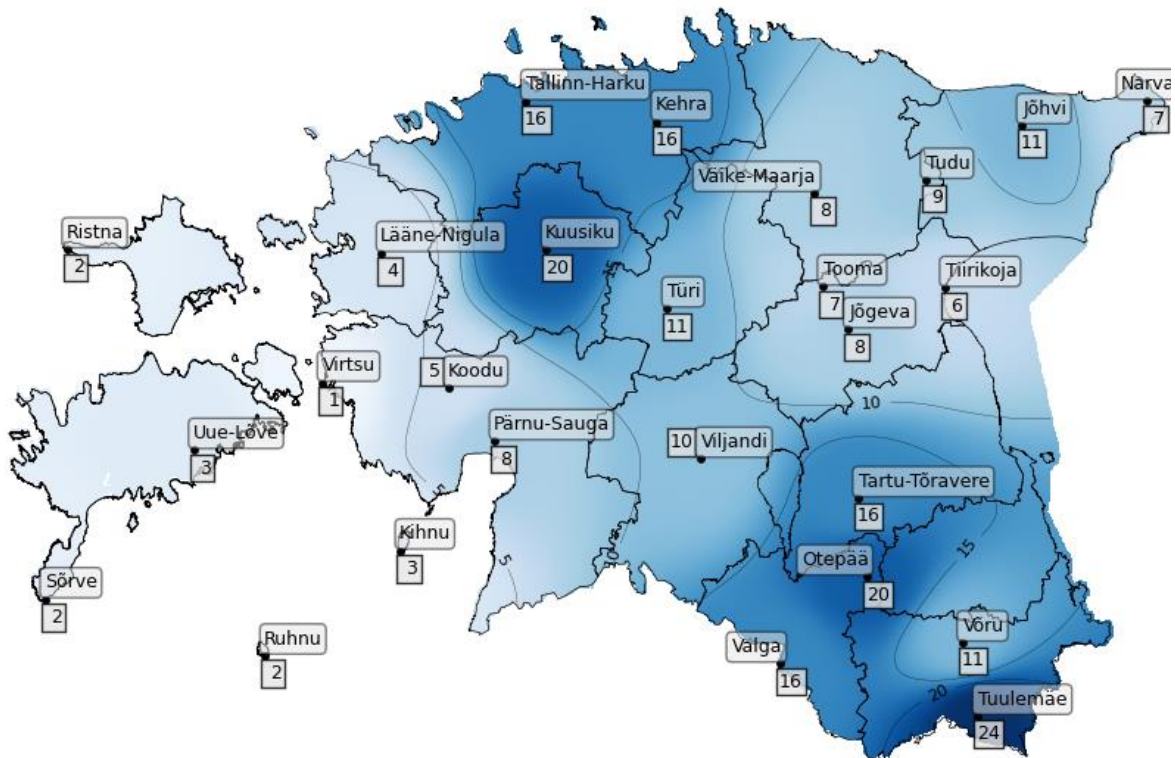 Tallinn-Harku
16
Kehra
16
Narva
7
Jõhvi
11
Tudu
9
Väike-Maarja
8
Ristna
2
Lääne-Nigula
4
Kuusiku
20
Türi
11
Tooma
7
Tiirikoja
6
Jõgeva
8
Virtsu
1
5
Koodu
10
Uue-Lõve
3
Pärnu-Sauga
8
10
Viljandi
Tartu-Tõravere
16
5
Kihnu
3
5
15
Otepää
20
Sõrve
2
Ruhnu
2
Valga
16
Võru
11
20
Tuulemäe
24